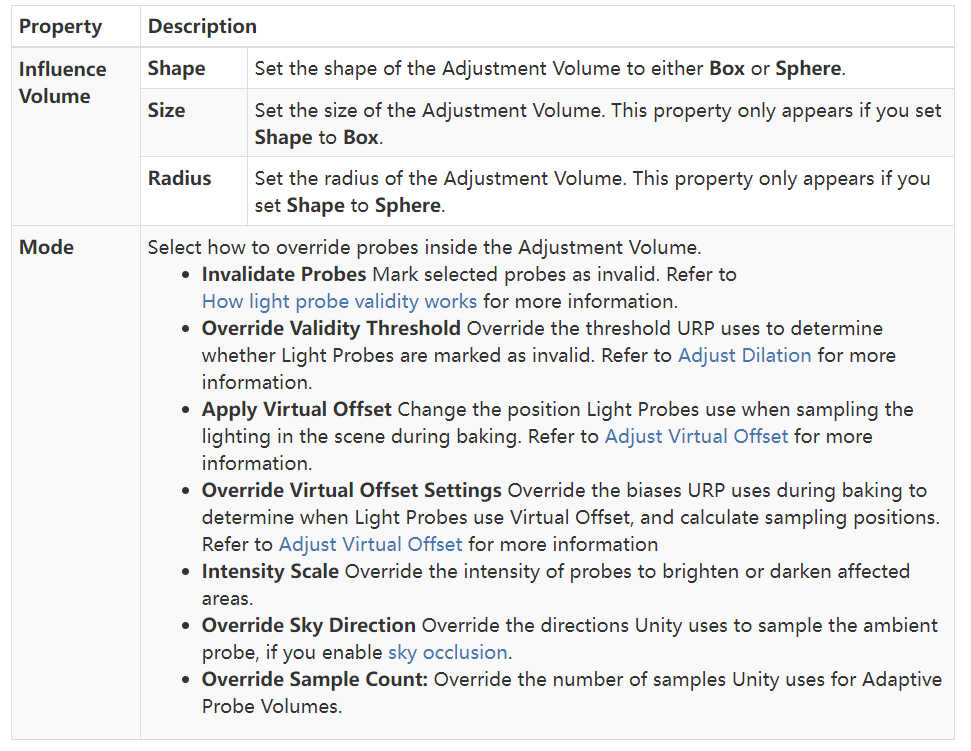 Property Description
Influence Volume
Shape Set the shape of the Adjustment Volume to either Box or Sphere.
Size Set the size of the Adjustment Volume. This property only appears if you set
Shape to Box.
Radius Set the radius of the Adjustment Volume. This property only appears if you
set Shape to Sphere.
Mode Select how to override probes inside the Adjustment Volume.
• Invalidate Probes Mark selected probes as invalid. Refer to
How light probe validity works for more information.
• Override Validity Threshold Override the threshold URP uses to determine
whether Light Probes are marked as invalid. Refer to Adjust Dilation for more
information.
• Apply Virtual Offset Change the position Light Probes use when sampling the
lighting in the scene during baking. Refer to Adjust Virtual Offset for more
information.
• Override Virtual Offset Settings Override the biases URP uses during baking to
determine when Light Probes use Virtual Offset, and calculate sampling positions.
Refer to Adjust Virtual Offset for more information
• Intensity Scale Override the intensity of probes to brighten or darken affected
areas.
• Override Sky Direction Override the directions Unity uses to sample the ambient
probe, if you enable sky occlusion.
• Override Sample Count: Override the number of samples Unity uses for Adaptive
Probe Volumes.